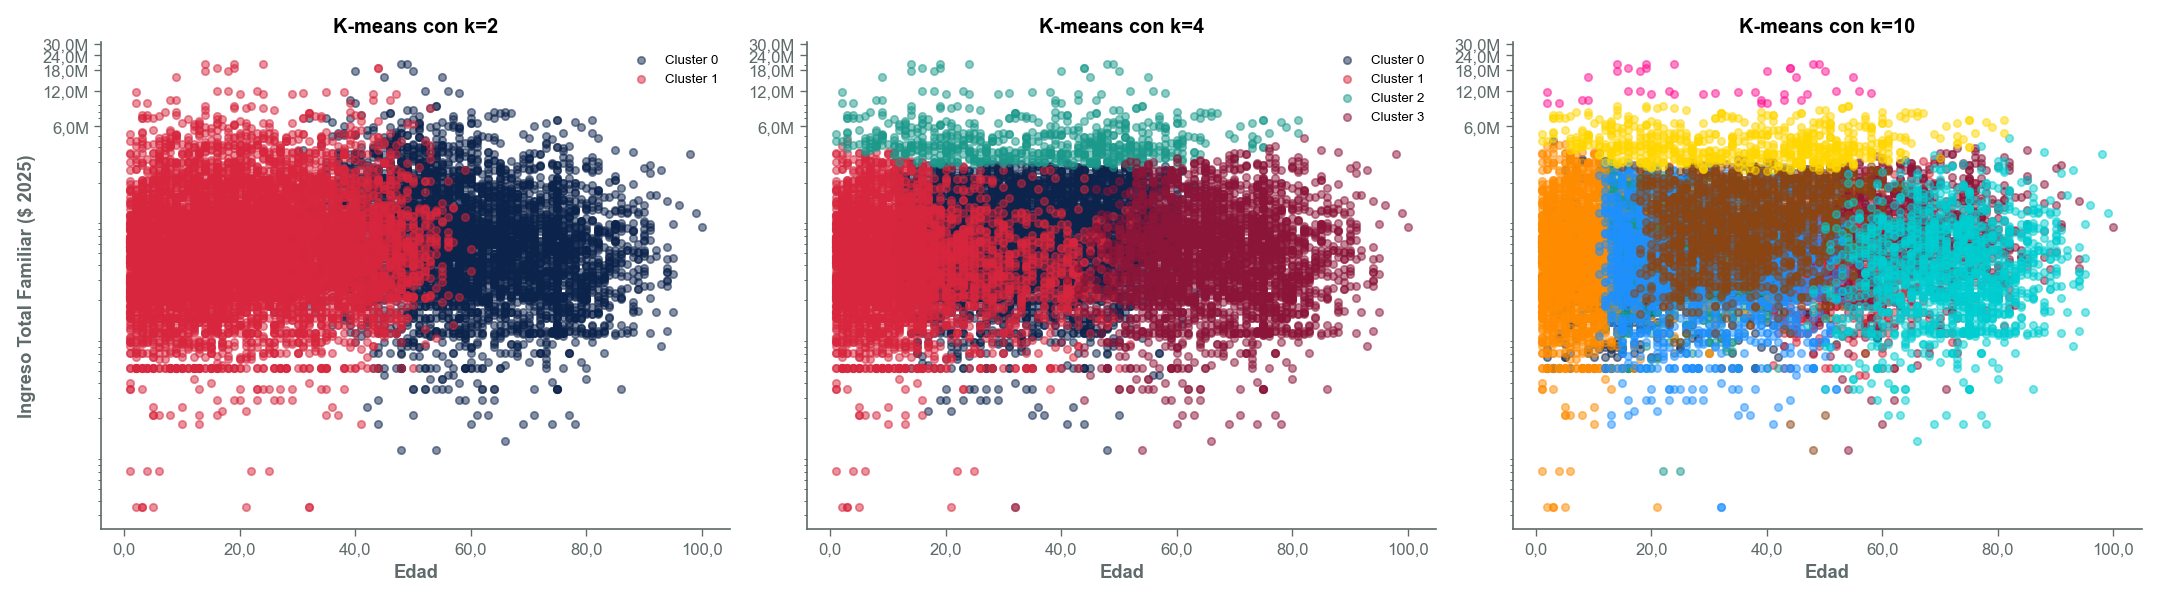 K-means con k=2
30,0M
24,0M
18,0M
12,0M
6,0M
Ingreso Total Familiar ($ 2025)
Cluster 0
Cluster 1
0,0 20,0 40,0 60,0 80,0 100,0
Edad
K-means con k=4
30,0M
24,0M
18,0M
12,0M
6,0M
Cluster 0
Cluster 1
Cluster 2
Cluster 3
0,0 20,0 40,0 60,0 80,0 100,0
Edad
K-means con k=10
30,0M
24,0M
18,0M
12,0M
6,0M
0,0 20,0 40,0 60,0 80,0 100,0
Edad